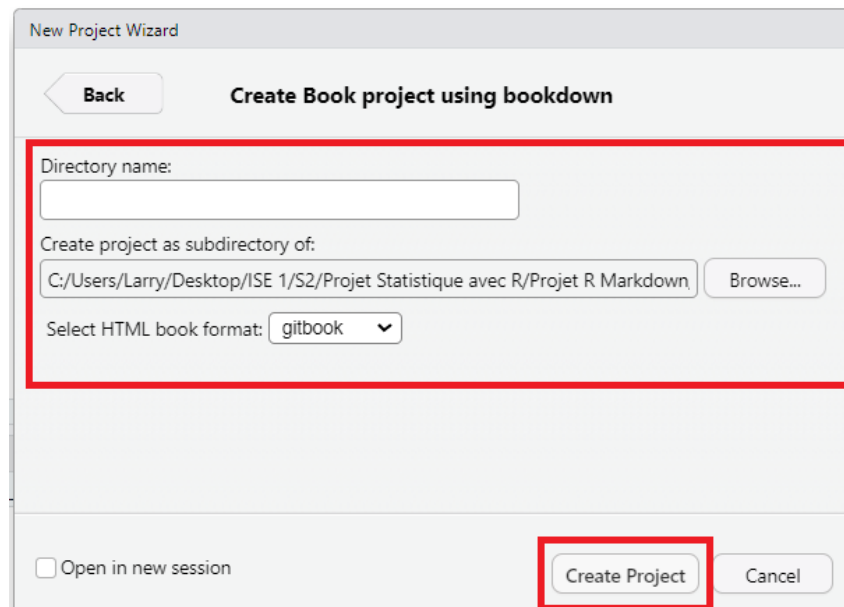 New Project Wizard
Back
Create Book project using bookdown
Directory name:
Create project as subdirectory of:
C:/Users/Larry/Desktop/ISE 1/S2/Projet Statistique avec R/Projet R Markdown,
Browse...
Select HTML book format: gitbook
Open in new session
Create Project
Cancel